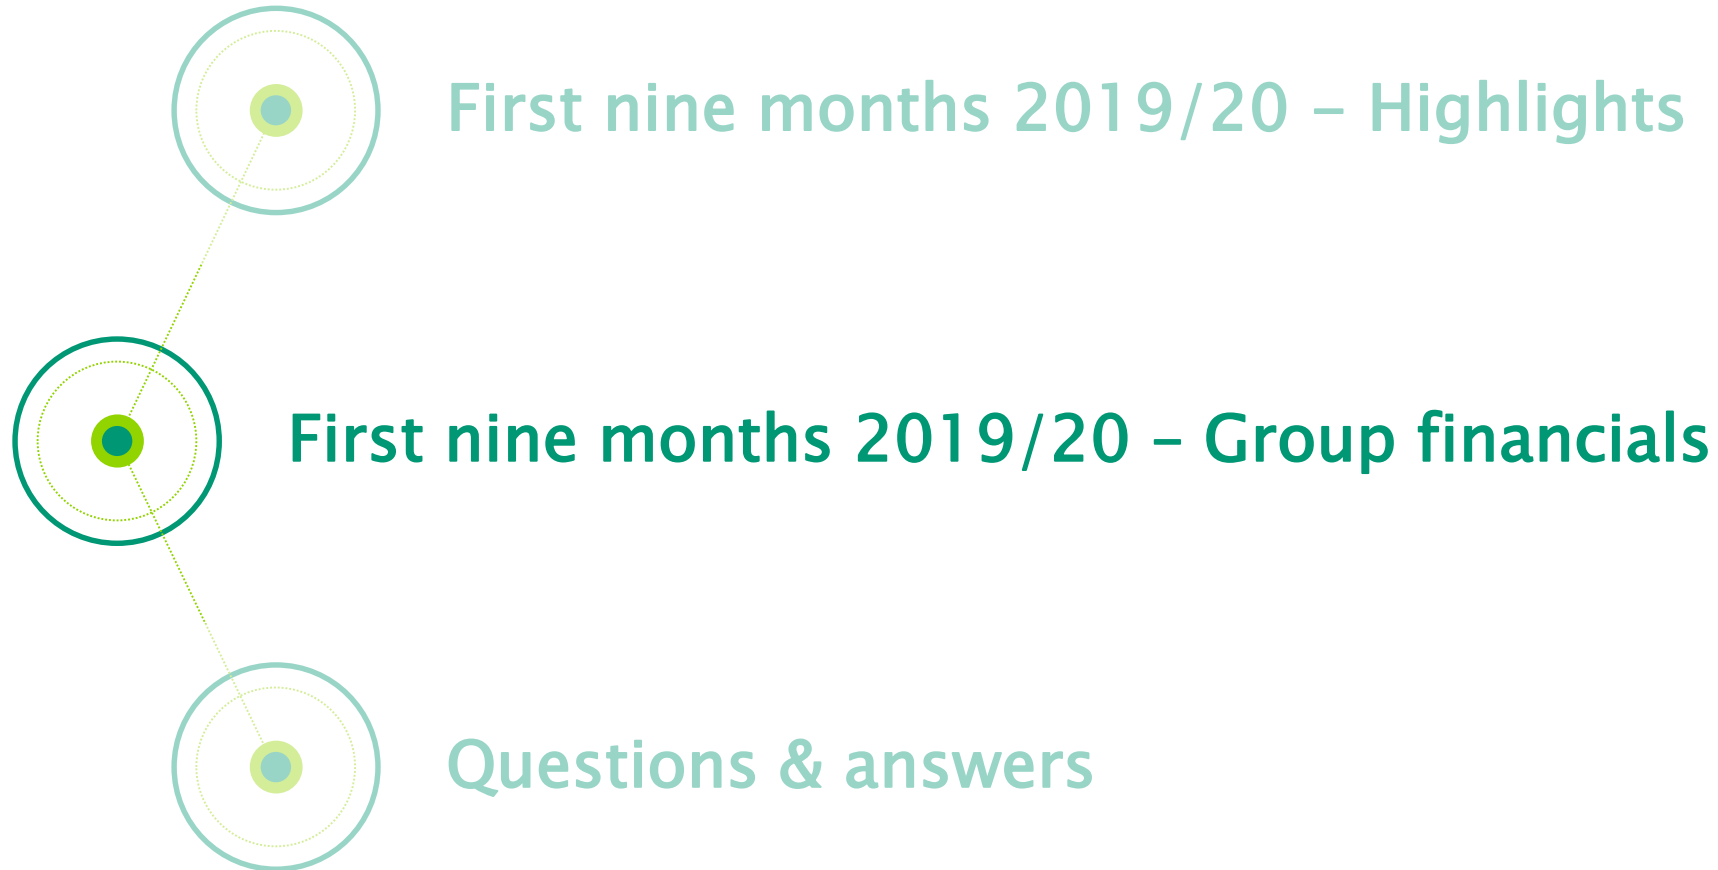 First nine months 2019/20 – Highlights
First nine months 2019/20 – Group financials
Questions & answers